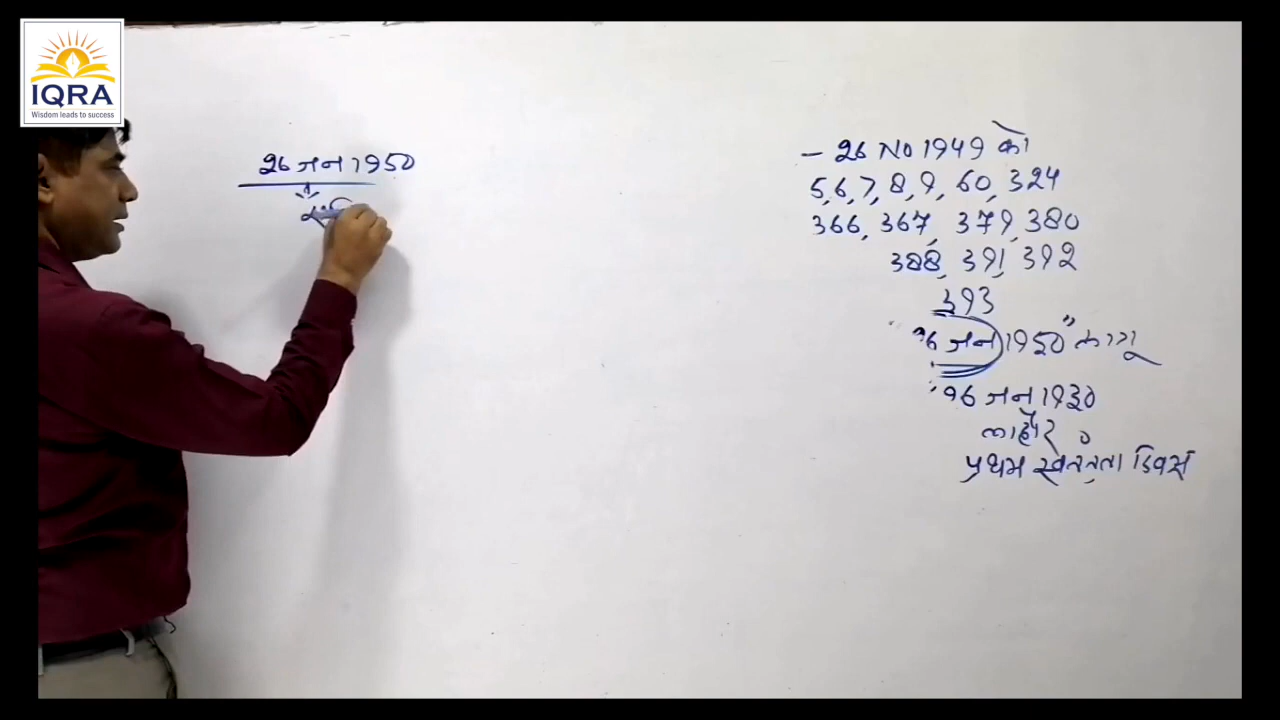 IQRA
Wisdom leads to success
26 जन 1950
– 26 No 1949 को
5, 6, 7, 8, 9, 60, 324
366, 367, 379, 380
388, 391, 392
393
26 जन 1950" लागू
26 जन 1930
लाहौर
प्रथम स्वतन्त्रता दिवस